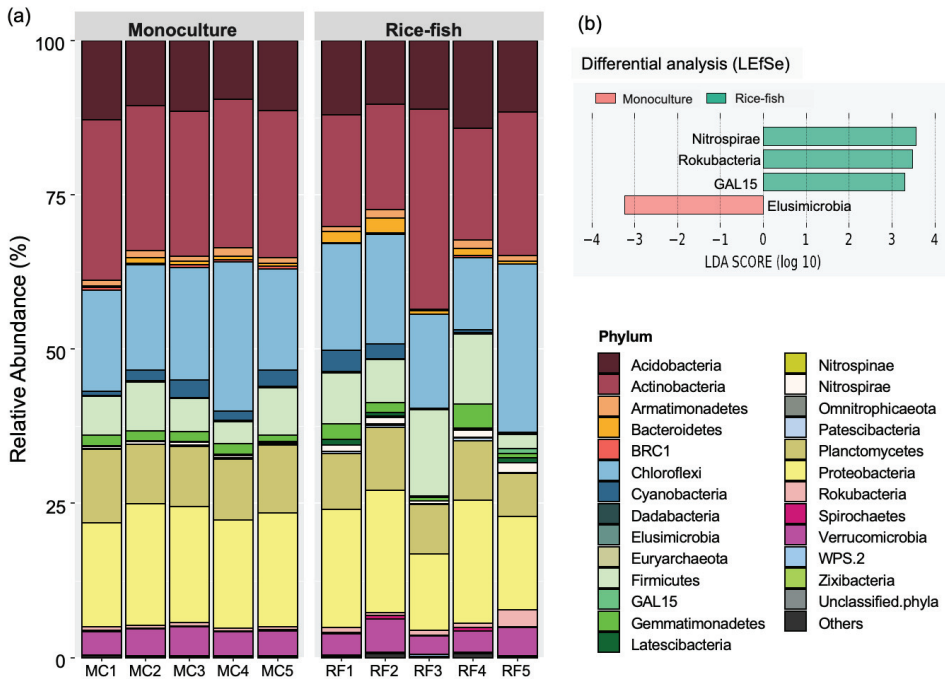 (a)
Monoculture
Rice-fish
Relative Abundance (%)
100
75
50
25
0
MC1 MC2 MC3 MC4 MC5
RF1 RF2 RF3 RF4 RF5
(b)
Differential analysis (LEfSe)
Monoculture Rice-fish
Nitrospirae
Rokubacteria
GAL15
Elusimicrobia
−4 −3 −2 −1 0 1 2 3 4
LDA SCORE (log 10)
Phylum
Acidobacteria
Actinobacteria
Armatimonadetes
Bacteroidetes
BRC1
Chloroflexi
Cyanobacteria
Dadabacteria
Elusimicrobia
Euryarchaeota
Firmicutes
GAL15
Gemmatimonadetes
Latescibacteria
Nitrospinae
Nitrospirae
Omnitrophicaeota
Patescibacteria
Planctomycetes
Proteobacteria
Rokubacteria
Spirochaetes
Verrucomicrobia
WPS.2
Zixibacteria
Unclassified.phyla
Others